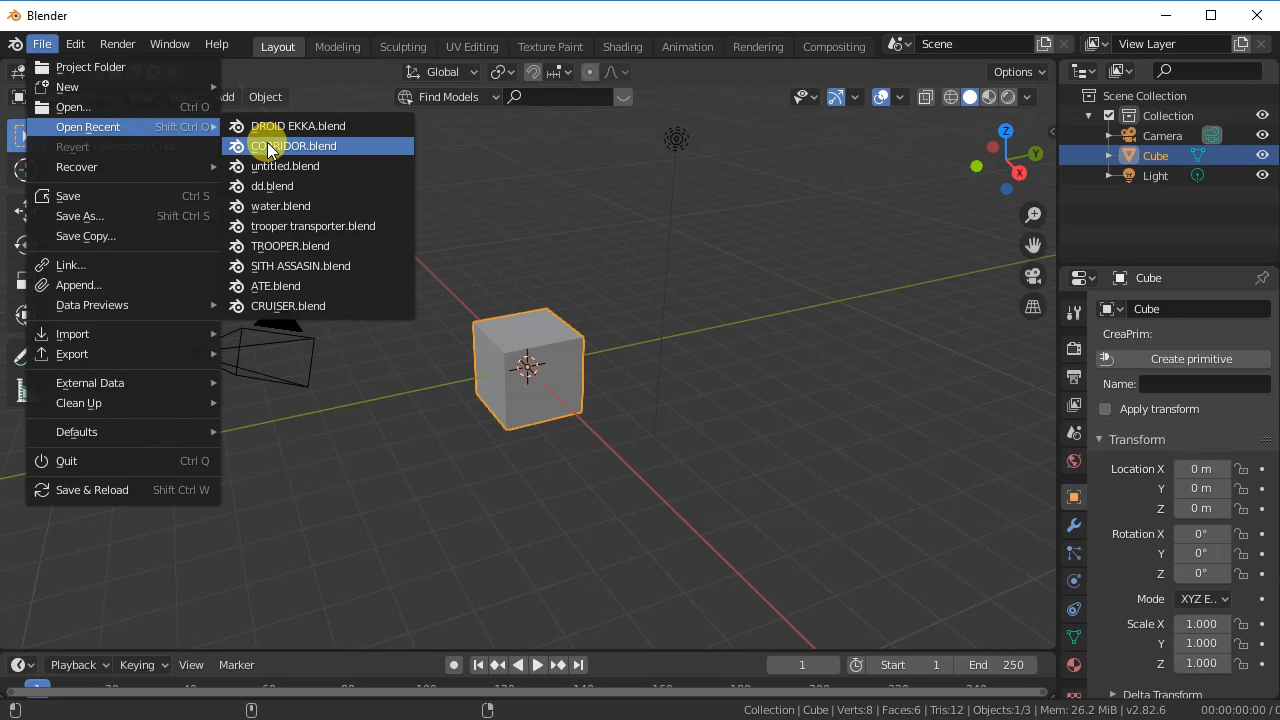 Blender
File Edit Render Window Help Layout Modeling Sculpting UV Editing Texture Paint Shading Animation Rendering Compositing Scene View Layer
Global Options
Object Find Models
Project Folder
New
Open... Ctrl O
Open Recent Shift Ctrl O
Revert
Recover
Save Ctrl S
Save As... Shift Ctrl S
Save Copy...
Link...
Append...
Data Previews
Import
Export
External Data
Clean Up
Defaults
Quit Ctrl Q
Save & Reload Shift Ctrl W
DROID EKKA.blend
CORRIDOR.blend
untitled.blend
dd.blend
water.blend
trooper transporter.blend
TROOPER.blend
SITH ASSASIN.blend
ATE.blend
CRUISER.blend
Z
Y
X
Scene Collection
Collection
Camera
Cube
Light
Cube
Cube
CreaPrim:
Create primitive
Name:
Apply transform
Transform
Location X 0 m
Y 0 m
Z 0 m
Rotation X 0°
Y 0°
Z 0°
Mode XYZ E..
Scale X 1.000
Y 1.000
Z 1.000
Delta Transform
Playback Keying View Marker 1 Start 1 End 250
1
Collection | Cube | Verts:8 | Faces:6 | Tris:12 | Objects:1/3 | Mem: 26.2 MiB | v2.82.6 00:00:00:00 /